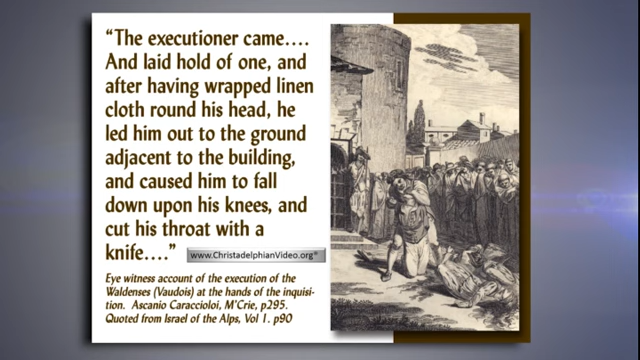 “The executioner came....
And laid hold of one, and
after having wrapped linen
cloth round his head, he
led him out to the ground
adjacent to the building,
and caused him to fall
down upon his knees, and
cut his throat with a
knife....”
www.ChristadelphianVideo.org®
Eye witness account of the execution of the
Waldenses (Vaudois) at the hands of the inquisi-
tion. Ascanio Caraccioloi, M’Crie, p295.
Quoted from Israel of the Alps, Vol 1. p90